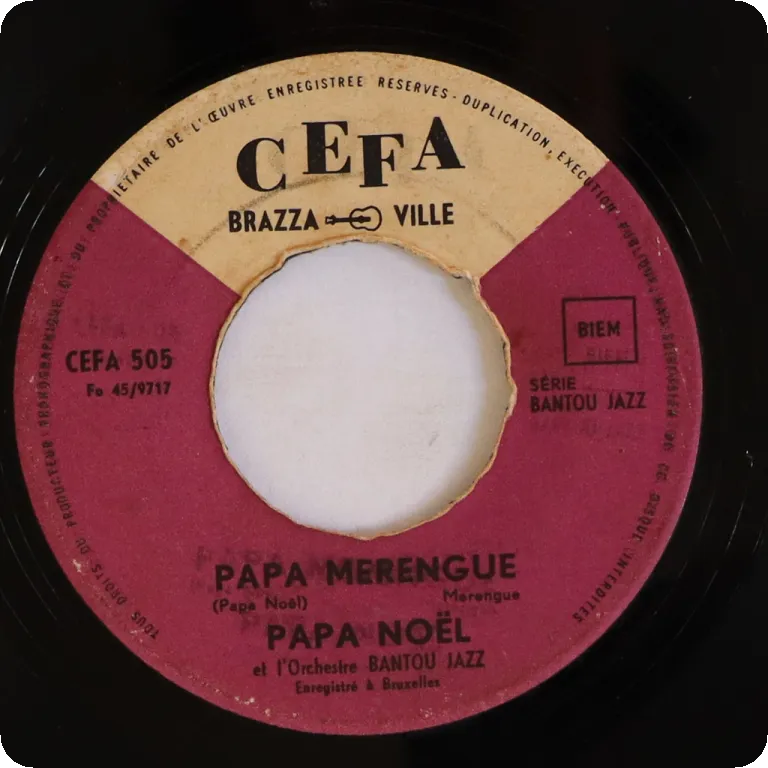 TOUS DROITS DU PRODUCTEUR PHONOGRAPHIQUE ET DU PROPRIETAIRE DE L'ŒUVRE ENREGISTREE RESERVES - DUPLICATION, EXECUTION PUBLIQUE, RADIODIFFUSION DE CE DISQUE INTERDITES
CEFA
BRAZZA VILLE
CEFA 505
Fo 45/9717
BIEM
SÉRIE
BANTOU JAZZ
PAPA MERENGUE
(Papa Noël) Merengue
PAPA NOËL
et l'Orchestre BANTOU JAZZ
Enregistré à Bruxelles